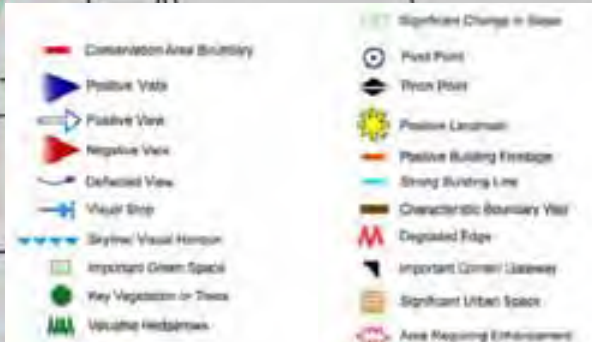 Conservation Area Boundary
Positive Vista
Positive View
Negative View
Deflected View
Visual Stop
Skyline/ Visual Horizon
Important Green Space
Key Vegetation or Trees
Valuable Hedgerows
Significant Change in Slope
Pivot Point
Pinch Point
Positive Landmark
Positive Building Frontage
Strong Building Line
Characteristic Boundary Wall
Degraded Edge
Important Corner/ Gateway
Significant Urban Space
Area Requiring Enhancement